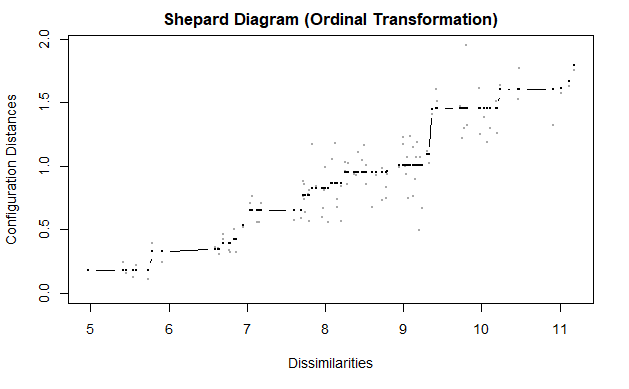 Shepard Diagram (Ordinal Transformation)
Configuration Distances
2.0
1.5
1.0
0.5
0.0
5 6 7 8 9 10 11
Dissimilarities